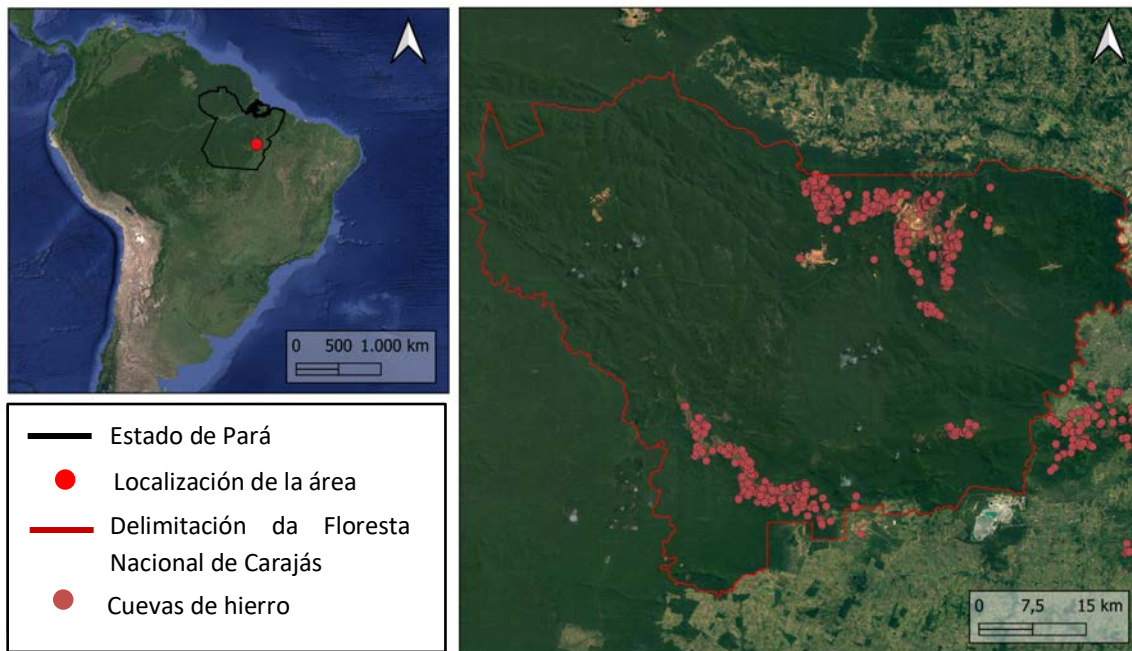 0 500 1.000 km
Estado de Pará
Localización de la área
Delimitación da Floresta
Nacional de Carajás
Cuevas de hierro
0 7,5 15 km